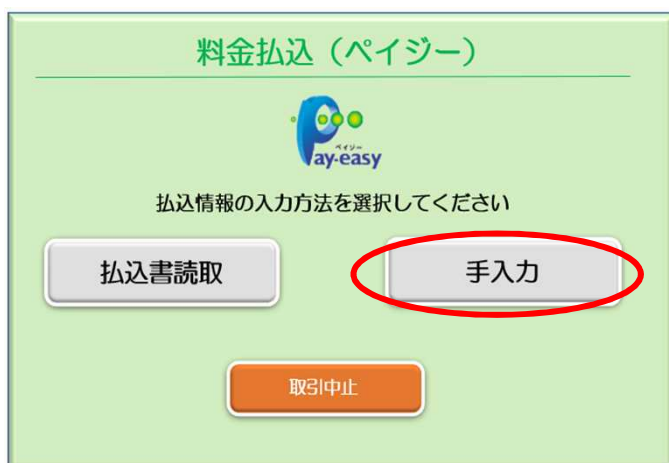 料金払込（ペイジー）
ペイジー
Pay-easy
払込情報の入力方法を選択してください
払込書読取
手入力
取引中止